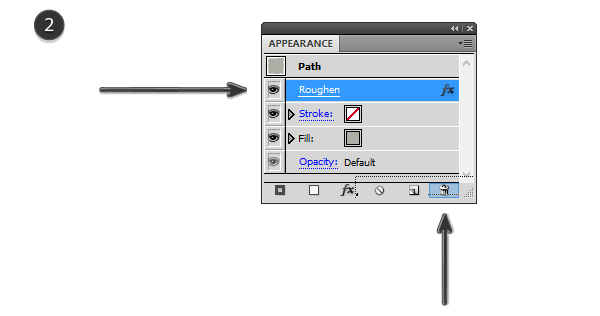 2
APPEARANCE
Path
Roughen fx
Stroke:
Fill:
Opacity: Default
fx